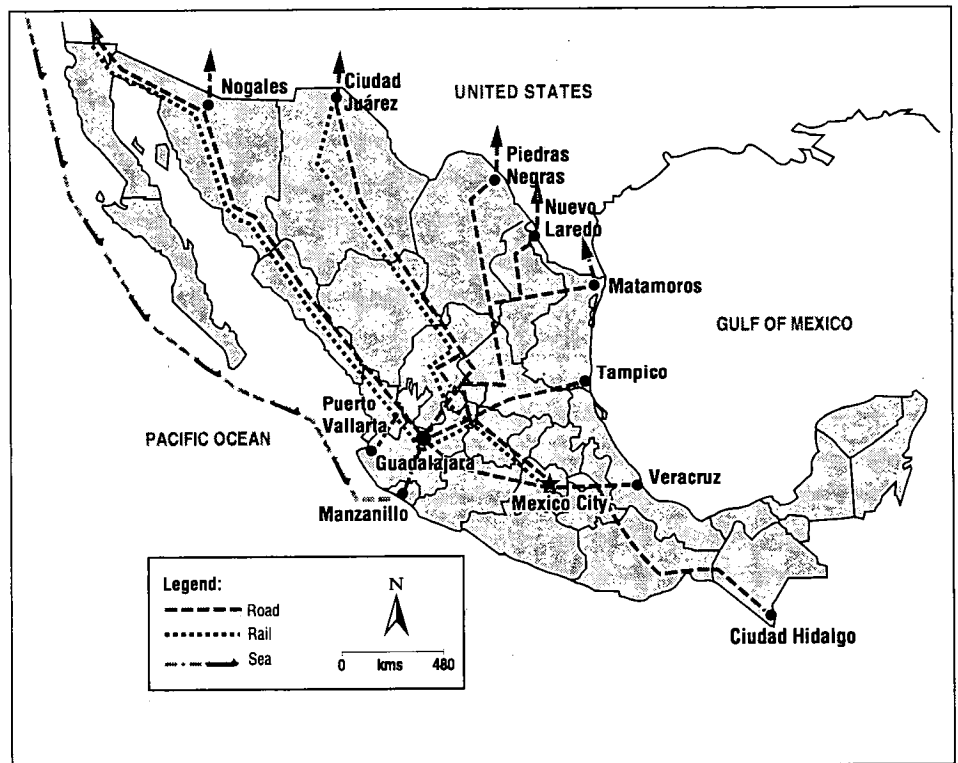 Nogales
Ciudad
Juárez
UNITED STATES
Piedras
Negras
Nuevo
Laredo
Matamoros
GULF OF MEXICO
Tampico
Puerto
Vallarta
PACIFIC OCEAN
Guadalajara
Manzanillo
Mexico City
Veracruz
Ciudad Hidalgo
Legend:
Road
Rail
Sea
N
0 kms 480